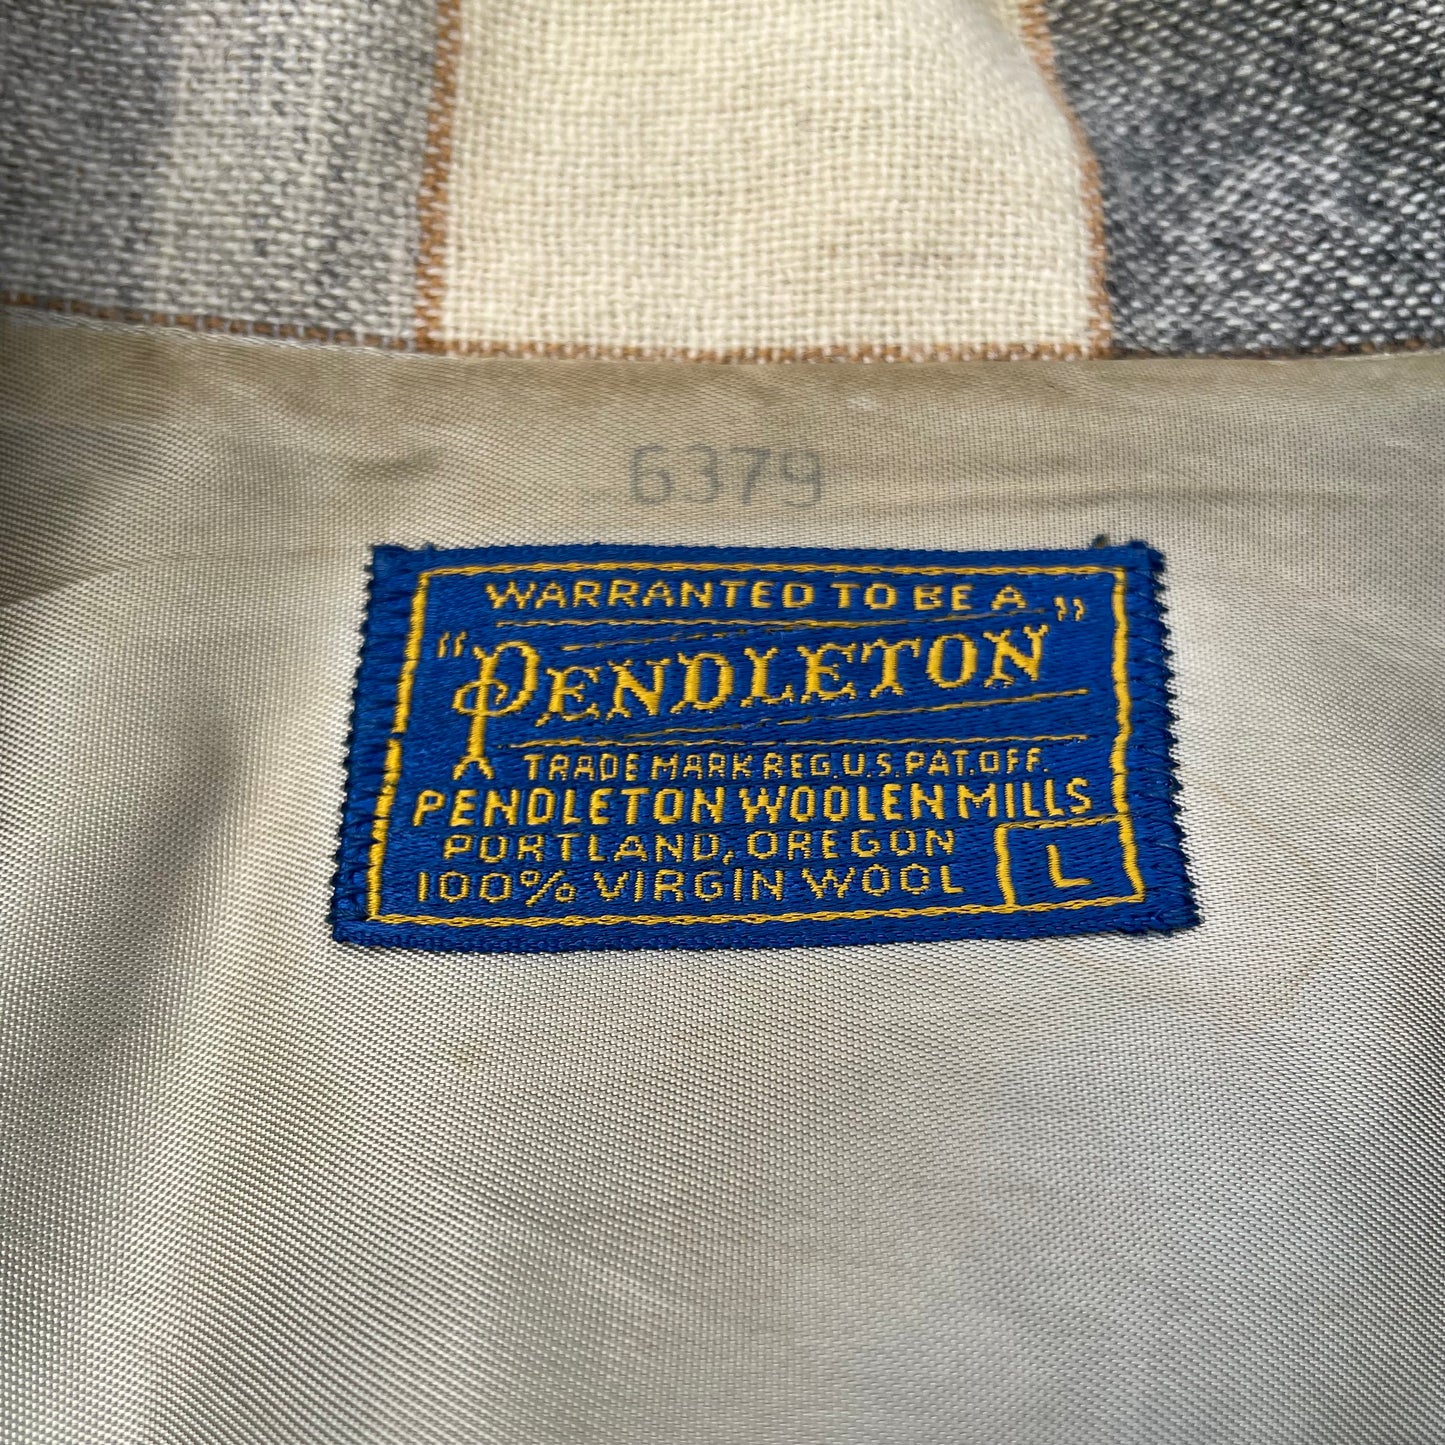 6379
WARRANTED TO BE A
"PENDLETON"
TRADE MARK REG. U.S. PAT. OFF.
PENDLETON WOOLEN MILLS
PORTLAND, OREGON
100% VIRGIN WOOL L